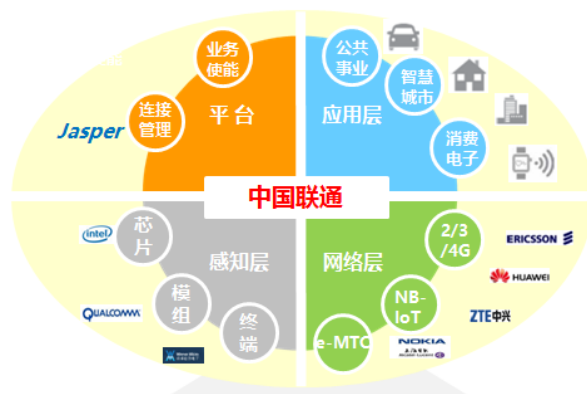 业务
使能
连接
管理
平台
Jasper
公共
事业
智慧
城市
应用层
消费
电子
中国联通
芯
片
感知层
模
组
终
端
intel
QUALCOMM
网络层
2/3
/4G
NB-
IoT
e-MTC
ERICSSON
HUAWEI
ZTE中兴
NOKIA